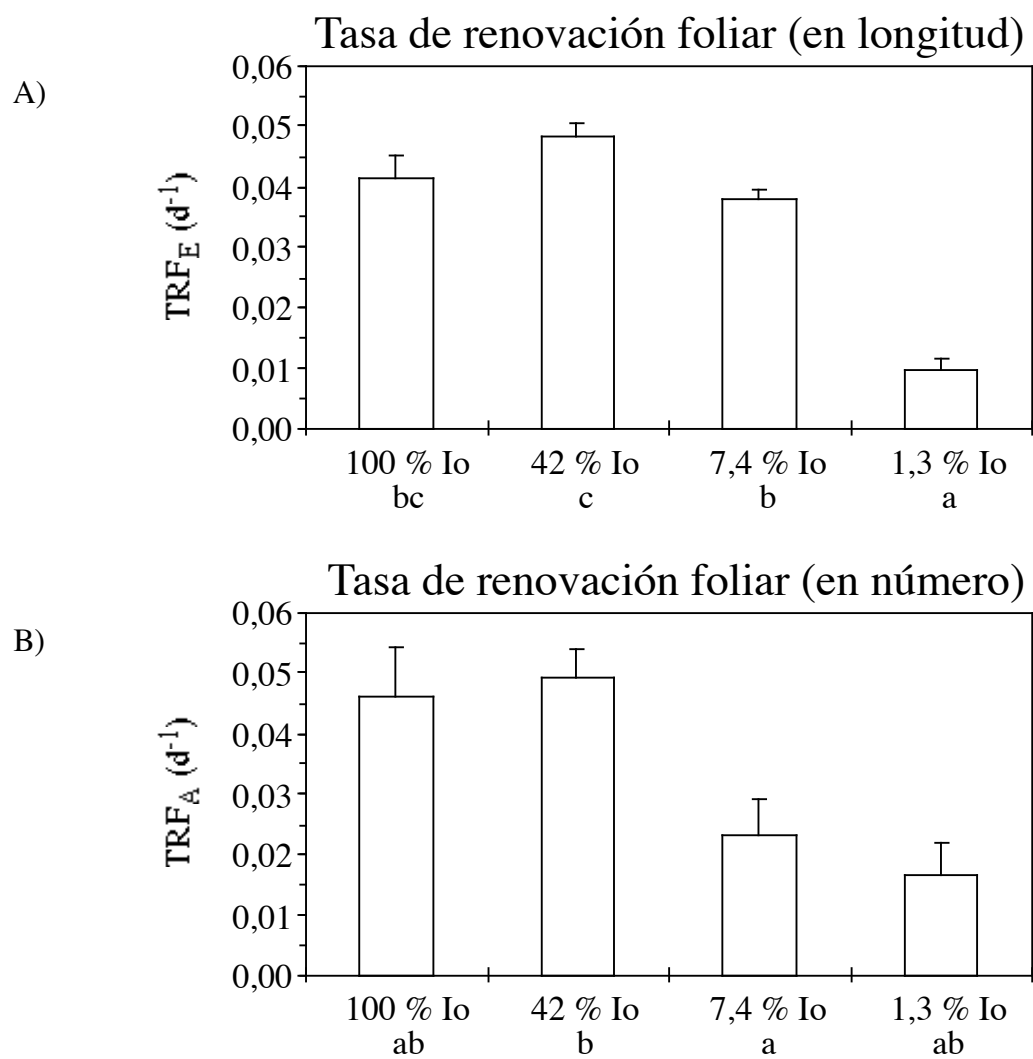 A)
Tasa de renovación foliar (en longitud)
TRF_E (d⁻¹)
0,06
0,05
0,04
0,03
0,02
0,01
0,00
100 % Io 42 % Io 7,4 % Io 1,3 % Io
bc c b a
B)
Tasa de renovación foliar (en número)
TRF_A (d⁻¹)
0,06
0,05
0,04
0,03
0,02
0,01
0,00
100 % Io 42 % Io 7,4 % Io 1,3 % Io
ab b a ab